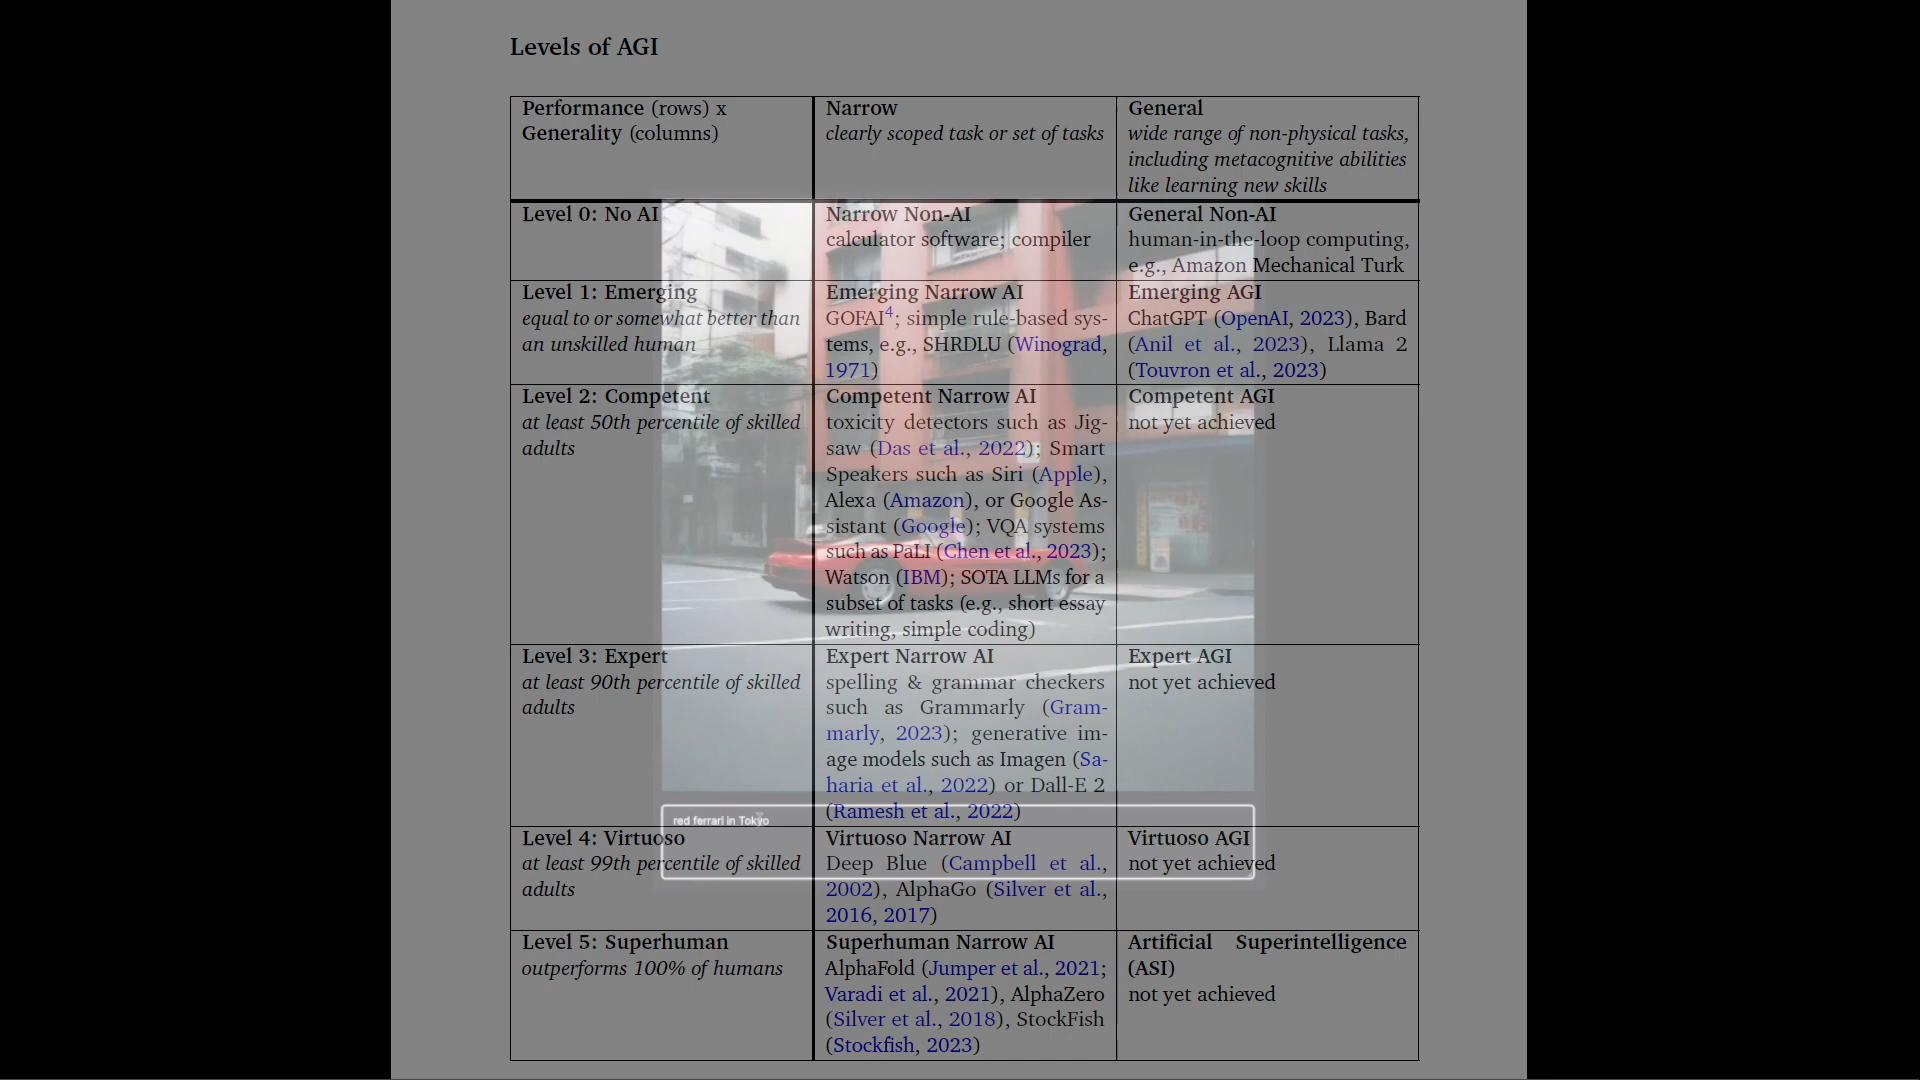 Levels of AGI
Performance (rows) x
Generality (columns)
Narrow
clearly scoped task or set of tasks
General
wide range of non-physical tasks,
including metacognitive abilities
like learning new skills
Level 0: No AI
Narrow Non-AI
calculator software; compiler
General Non-AI
human-in-the-loop computing,
e.g., Amazon Mechanical Turk
Level 1: Emerging
equal to or somewhat better than
an unskilled human
Emerging Narrow AI
GOFAI4; simple rule-based sys-
tems, e.g., SHRDLU (Winograd,
1971)
Emerging AGI
ChatGPT (OpenAI, 2023), Bard
(Anil et al., 2023), Llama 2
(Touvron et al., 2023)
Level 2: Competent
at least 50th percentile of skilled
adults
Competent Narrow AI
toxicity detectors such as Jig-
saw (Das et al., 2022); Smart
Speakers such as Siri (Apple),
Alexa (Amazon), or Google As-
sistant (Google); VQA systems
such as PaLI (Chen et al., 2023);
Watson (IBM); SOTA LLMs for a
subset of tasks (e.g., short essay
writing, simple coding)
Competent AGI
not yet achieved
Level 3: Expert
at least 90th percentile of skilled
adults
Expert Narrow AI
spelling & grammar checkers
such as Grammarly (Gram-
marly, 2023); generative im-
age models such as Imagen (Sa-
haria et al., 2022) or Dall-E 2
(Ramesh et al., 2022)
Expert AGI
not yet achieved
red ferrari in Tokyo
Level 4: Virtuoso
at least 99th percentile of skilled
adults
Virtuoso Narrow AI
Deep Blue (Campbell et al.,
2002), AlphaGo (Silver et al.,
2016, 2017)
Virtuoso AGI
not yet achieved
Level 5: Superhuman
outperforms 100% of humans
Superhuman Narrow AI
AlphaFold (Jumper et al., 2021;
Varadi et al., 2021), AlphaZero
(Silver et al., 2018), StockFish
(Stockfish, 2023)
Artificial Superintelligence
(ASI)
not yet achieved